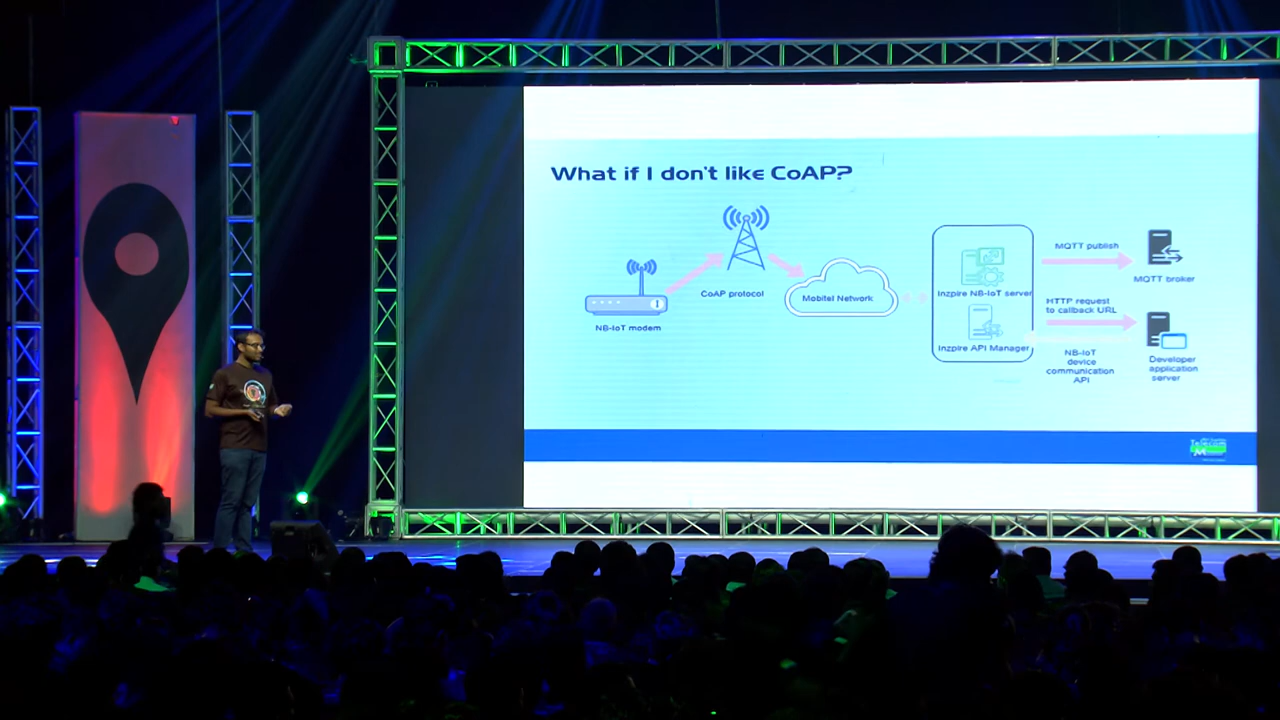 What if I don't like CoAP?
NB-IoT modem
CoAP protocol
Mobitel Network
Inzpire NB-IoT server
Inzpire API Manager
MQTT publish
MQTT broker
HTTP request
to callback URL
NB-IoT
device
communication
API
Developer
application
server
Telecom